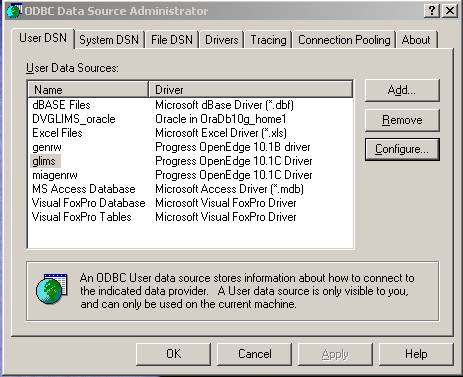 ODBC Data Source Administrator
User DSN System DSN File DSN Drivers Tracing Connection Pooling About
User Data Sources:
Name Driver
Add...
dBASE Files Microsoft dBase Driver (*.dbf)
DVGLIMS_oracle Oracle in OraDb10g_home1
Remove
Excel Files Microsoft Excel Driver (*.xls)
genrw Progress OpenEdge 10.1B driver
Configure...
glims Progress OpenEdge 10.1C Driver
miagenrw Progress OpenEdge 10.1C Driver
MS Access Database Microsoft Access Driver (*.mdb)
Visual FoxPro Database Microsoft Visual FoxPro Driver
Visual FoxPro Tables Microsoft Visual FoxPro Driver
An ODBC User data source stores information about how to connect to
the indicated data provider. A User data source is only visible to you,
and can only be used on the current machine.
OK Cancel Apply Help